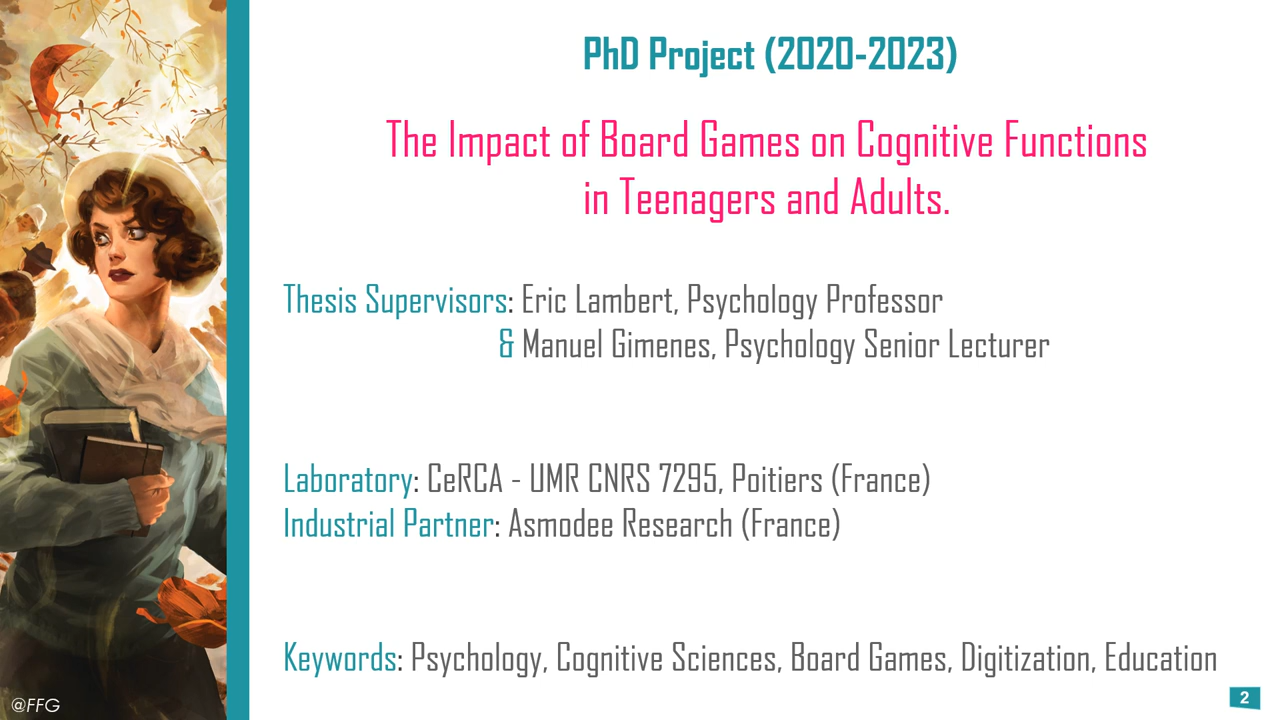 PhD Project (2020-2023)
The Impact of Board Games on Cognitive Functions
in Teenagers and Adults.
Thesis Supervisors: Eric Lambert, Psychology Professor
& Manuel Gimenes, Psychology Senior Lecturer
Laboratory: CeRCA - UMR CNRS 7295, Poitiers (France)
Industrial Partner: Asmodee Research (France)
Keywords: Psychology, Cognitive Sciences, Board Games, Digitization, Education
@FFG
2